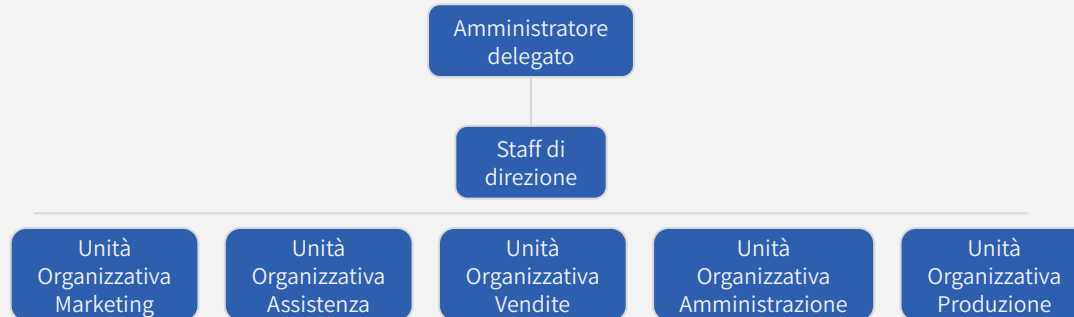 Amministratore
delegato
Staff di
direzione
Unità
Organizzativa
Marketing
Unità
Organizzativa
Assistenza
Unità
Organizzativa
Vendite
Unità
Organizzativa
Amministrazione
Unità
Organizzativa
Produzione